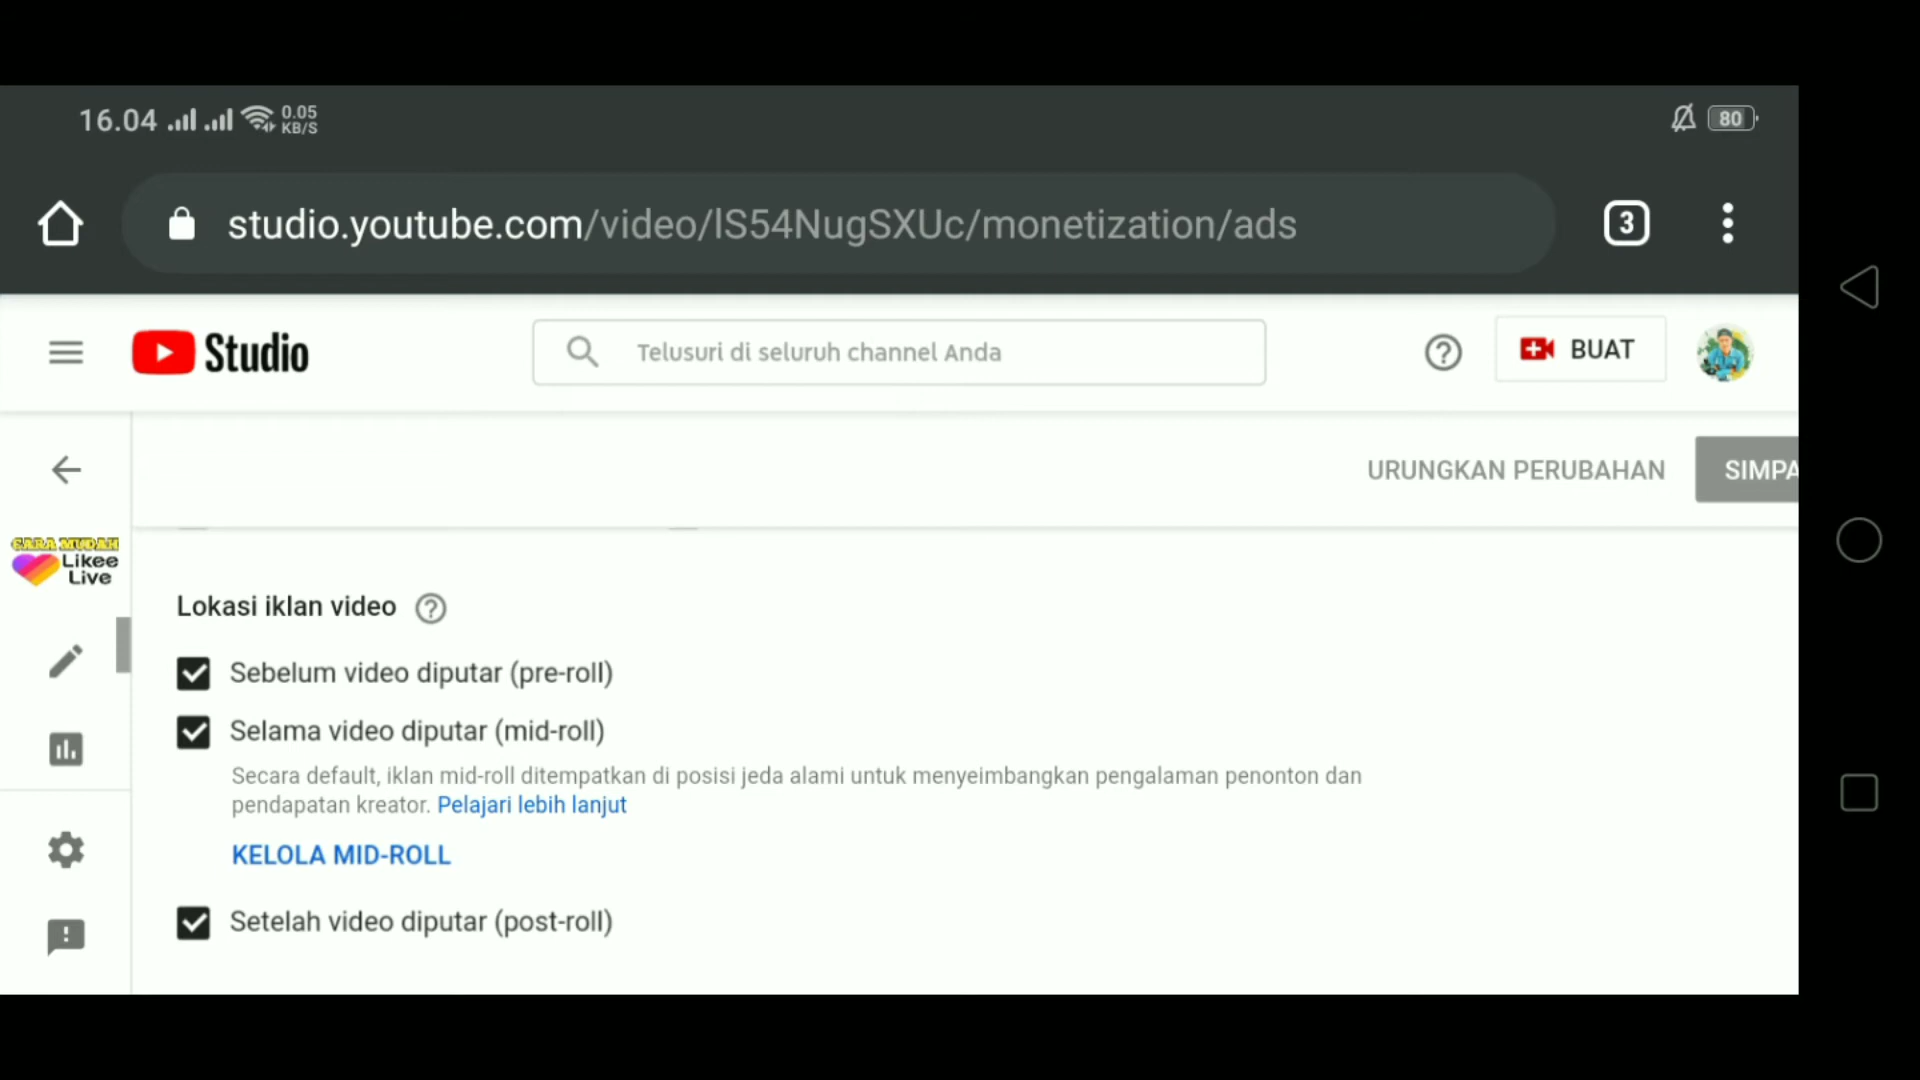 16.04 0.05 KB/S 80
studio.youtube.com/video/lS54NugSXUc/monetization/ads 3
Studio Telusuri di seluruh channel Anda BUAT
URUNGKAN PERUBAHAN SIMPA
CARA MUDAH
Likee
Live
Lokasi iklan video
Sebelum video diputar (pre-roll)
Selama video diputar (mid-roll)
Secara default, iklan mid-roll ditempatkan di posisi jeda alami untuk menyeimbangkan pengalaman penonton dan
pendapatan kreator. Pelajari lebih lanjut
KELOLA MID-ROLL
Setelah video diputar (post-roll)